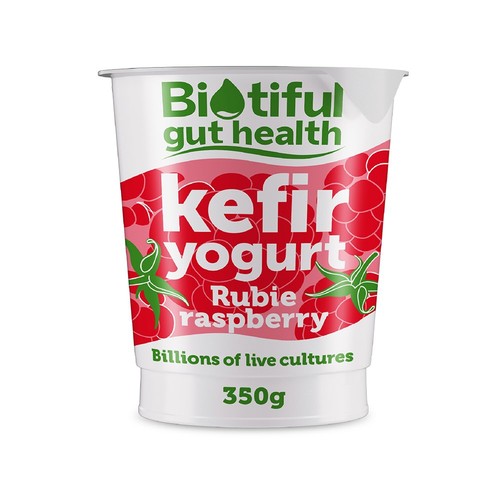 Biotiful
gut health
kefir
yogurt
Rubie
raspberry
Billions of live cultures
350g